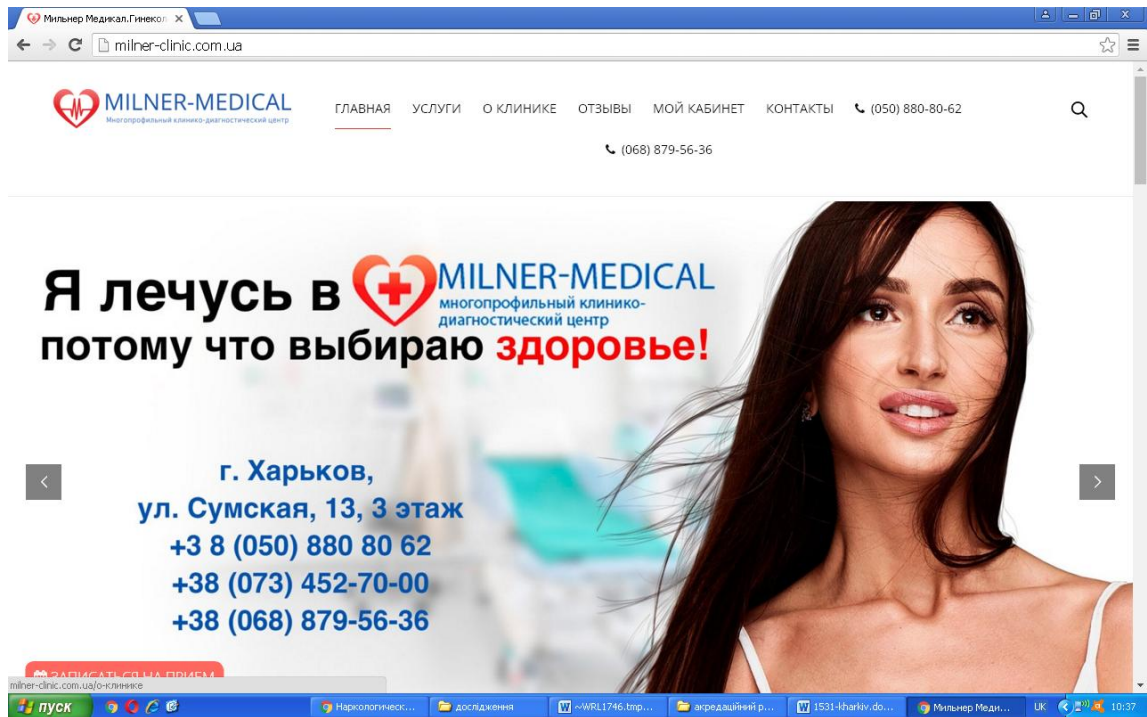 Мильнер Медикал.Гинекол
milner-clinic.com.ua
MILNER-MEDICAL
Многопрофильный клинико-диагностический центр
ГЛАВНАЯ УСЛУГИ О КЛИНИКЕ ОТЗЫВЫ МОЙ КАБИНЕТ КОНТАКТЫ (050) 880-80-62
(068) 879-56-36
Я лечусь в MILNER-MEDICAL
многопрофильный клинико-
диагностический центр
потому что выбираю здоровье!
г. Харьков,
ул. Сумская, 13, 3 этаж
+3 8 (050) 880 80 62
+38 (073) 452-70-00
+38 (068) 879-56-36
ЗАПИСАТЬСЯ НА ПРИЕМ
milner-clinic.com.ua/о-клинике
пуск Наркологическ... дослідження ~WRL1746.tmp... акредаційний р... 1531-kharkiv.do... Мильнер Меди... UK 10:37